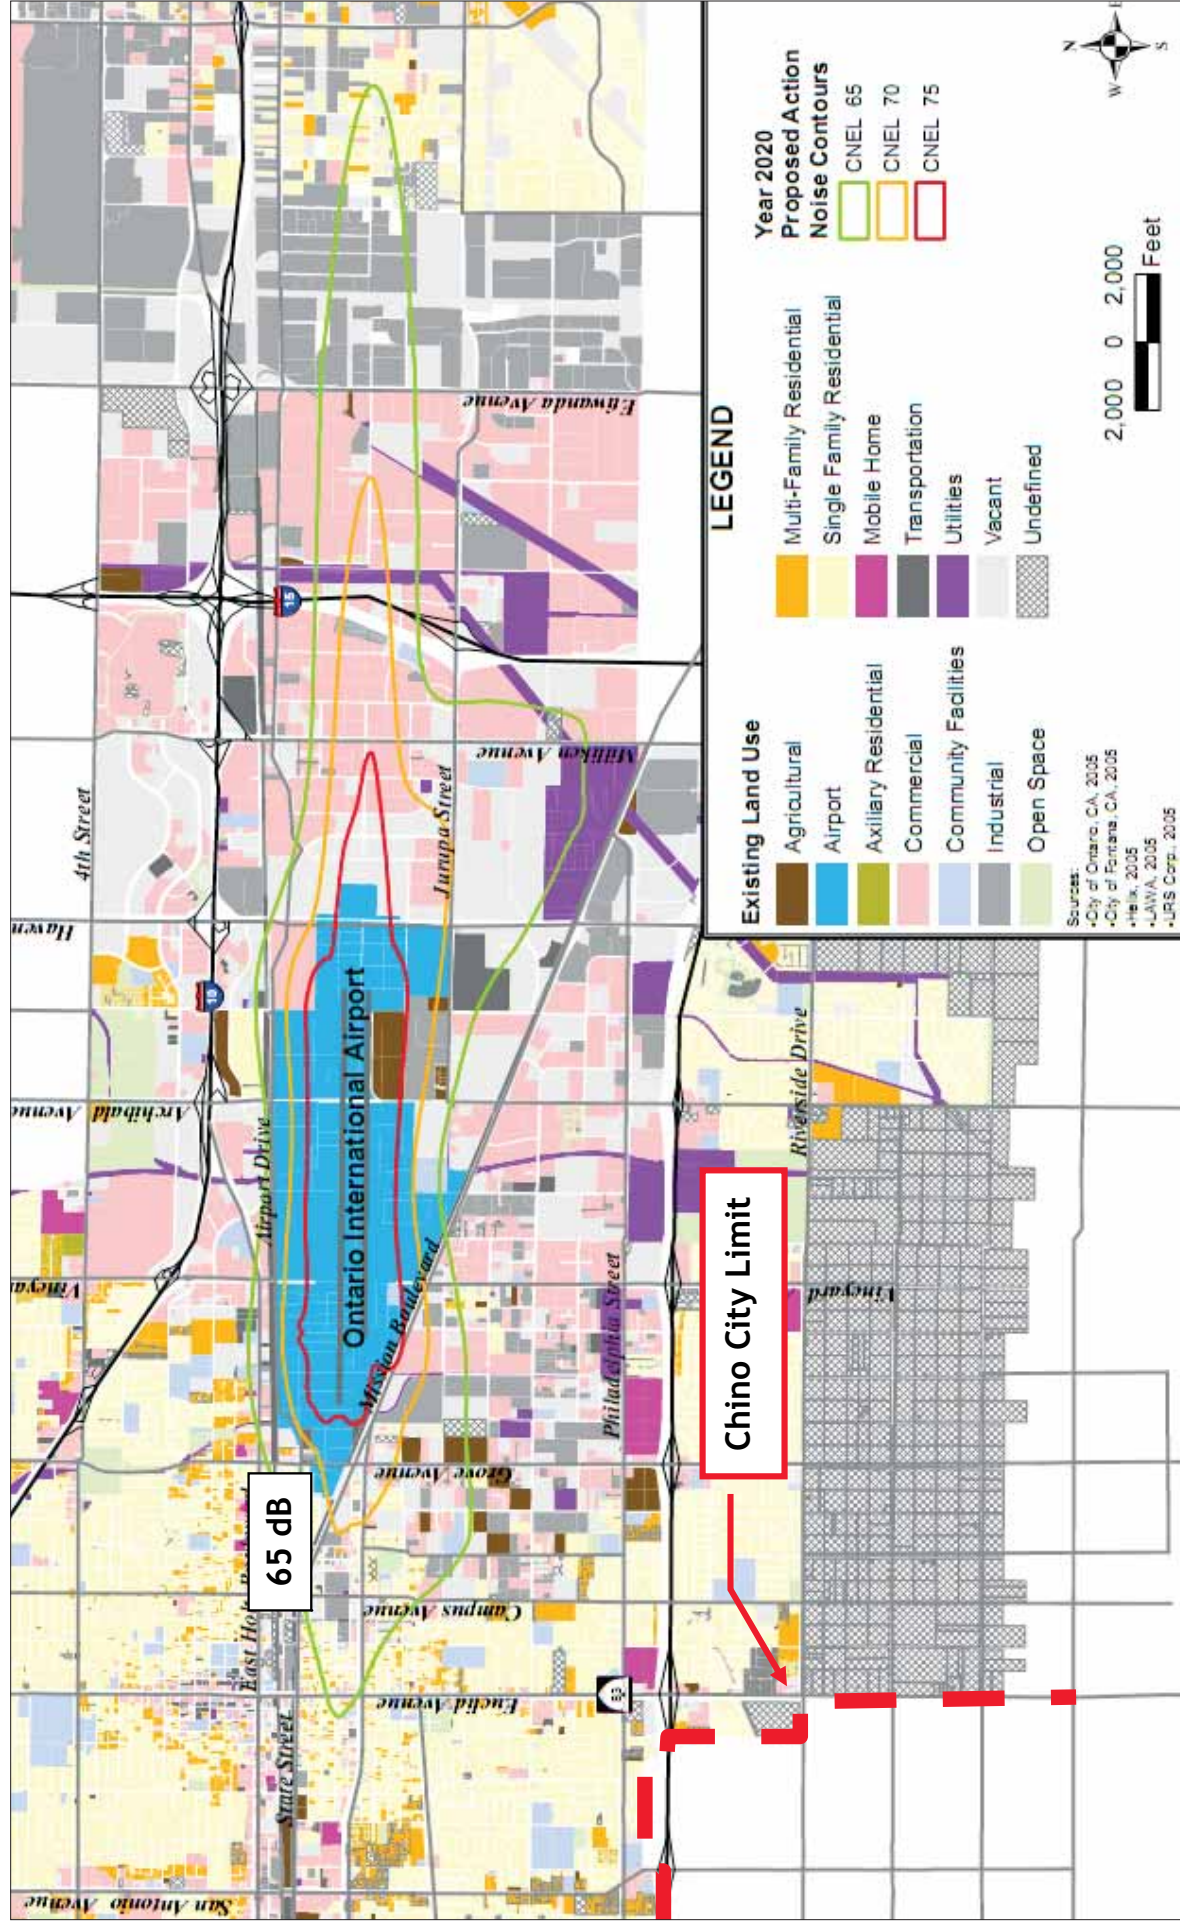 San Antonio Avenue
Euclid Avenue
Campus Avenue
Grove Avenue
Vineyard
Archibald Avenue
Haven
Milliken Avenue
Etiwanda Avenue
4th Street
State Street
Airport Drive
Mission Boulevard
Jurupa Street
Philadelphia Street
Riverside Drive
Vineyard
10
15
83
Ontario International Airport
65 dB
Chino City Limit
LEGEND
Existing Land Use
Agricultural
Airport
Axiliary Residential
Commercial
Community Facilities
Industrial
Open Space
Multi-Family Residential
Single Family Residential
Mobile Home
Transportation
Utilities
Vacant
Undefined
Year 2020
Proposed Action
Noise Contours
CNEL 65
CNEL 70
CNEL 75
Sources:
•City of Ontario, CA, 2005
•City of Fontana, CA, 2005
•Helix, 2005
•LAWA, 2005
•URS Corp., 2005
2,000 0 2,000
Feet
N
W
S
E